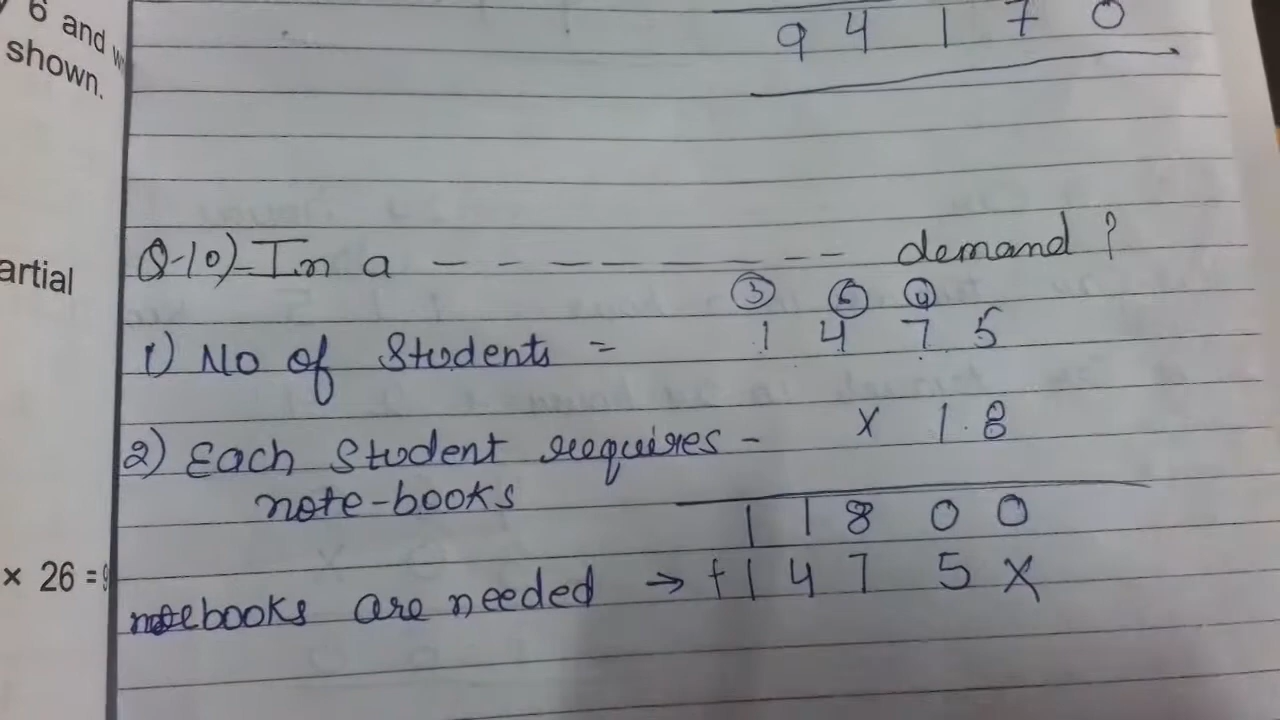 6 and
shown.
9 4 1 7 0
artial
Q-10) In a - - - - - - - - - demand ?
3 6 4
1) No of Students = 1 4 7 5
2) Each Student requires - × 1 8
note-books
1 1 8 0 0
× 26 =
notebooks are needed → +1 4 7 5 X